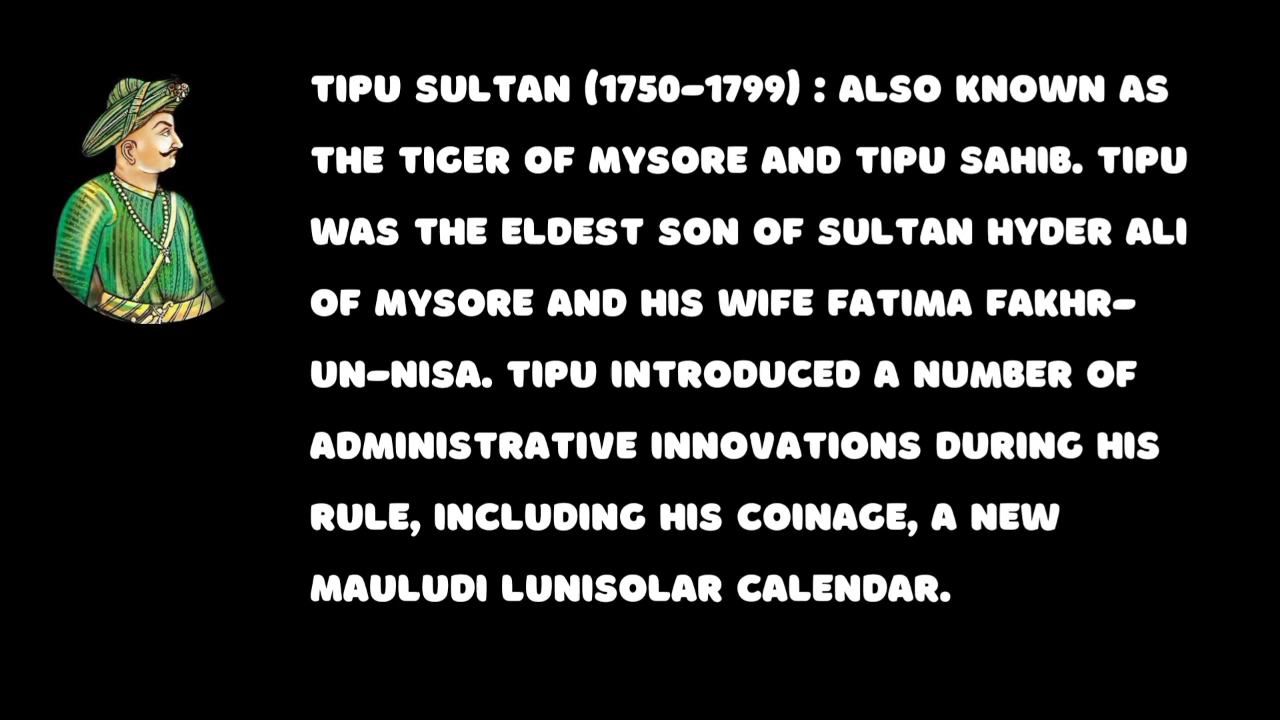 TIPU SULTAN (1750-1799) : ALSO KNOWN AS
THE TIGER OF MYSORE AND TIPU SAHIB. TIPU
WAS THE ELDEST SON OF SULTAN HYDER ALI
OF MYSORE AND HIS WIFE FATIMA FAKHR-
UN-NISA. TIPU INTRODUCED A NUMBER OF
ADMINISTRATIVE INNOVATIONS DURING HIS
RULE, INCLUDING HIS COINAGE, A NEW
MAULUDI LUNISOLAR CALENDAR.